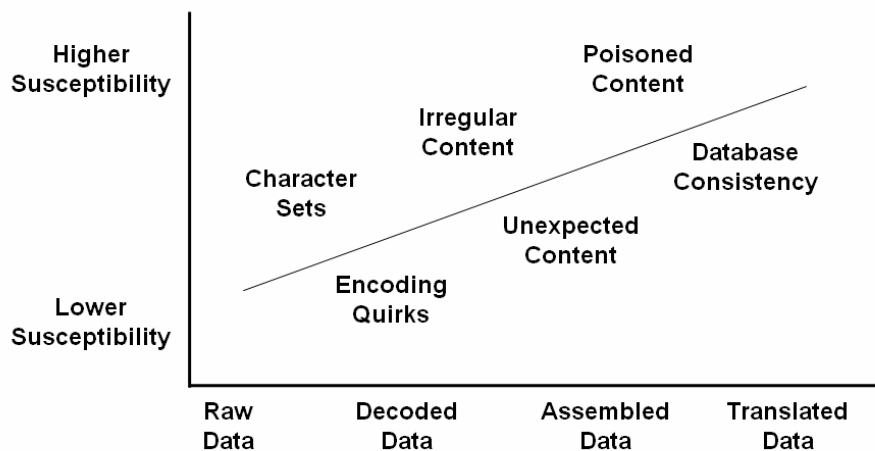 Higher
Susceptibility
Poisoned
Content
Irregular
Content
Database
Consistency
Character
Sets
Unexpected
Content
Encoding
Quirks
Lower
Susceptibility
Raw
Data
Decoded
Data
Assembled
Data
Translated
Data